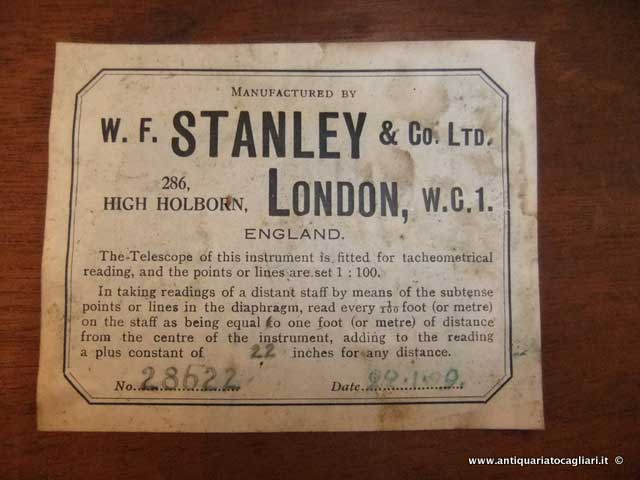 MANUFACTURED BY
W. F. STANLEY & Co. LTD.
286,
HIGH HOLBORN, LONDON, W.C.1.
ENGLAND.
The Telescope of this instrument is fitted for tacheometrical
reading, and the points or lines are set 1 : 100.
In taking readings of a distant staff by means of the subtense
points or lines in the diaphragm, read every 1/100 foot (or metre)
on the staff as being equal to one foot (or metre) of distance
from the centre of the instrument, adding to the reading
a plus constant of 22 inches for any distance.
No. 28622 Date
www.antiquariatocagliari.it ©